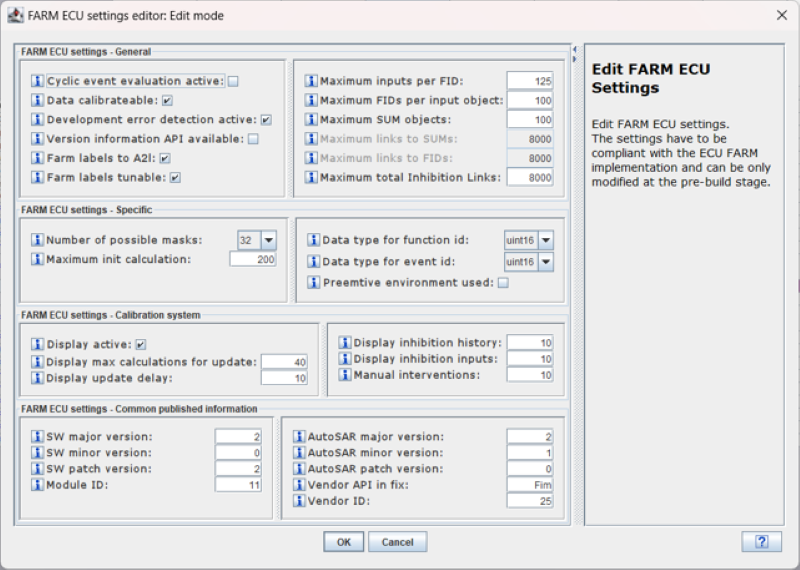 FARM ECU settings editor: Edit mode
FARM ECU settings - General
Cyclic event evaluation active:
Data calibrateable:
Development error detection active:
Version information API available:
Farm labels to A2l:
Farm labels tunable:
Maximum inputs per FID: 125
Maximum FIDs per input object: 100
Maximum SUM objects: 100
Maximum links to SUMs: 8000
Maximum links to FIDs: 8000
Maximum total Inhibition Links: 8000
FARM ECU settings - Specific
Number of possible masks: 32
Maximum init calculation: 200
Data type for function id: uint16
Data type for event id: uint16
Preemtive environment used:
FARM ECU settings - Calibration system
Display active:
Display max calculations for update: 40
Display update delay: 10
Display inhibition history: 10
Display inhibition inputs: 10
Manual interventions: 10
FARM ECU settings - Common published information
SW major version: 2
SW minor version: 0
SW patch version: 2
Module ID: 11
AutoSAR major version: 2
AutoSAR minor version: 1
AutoSAR patch version: 0
Vendor API in fix: Fim
Vendor ID: 25
Edit FARM ECU
Settings
Edit FARM ECU settings.
The settings have to be
compliant with the ECU FARM
implementation and can be only
modified at the pre-build stage.
OK
Cancel
?